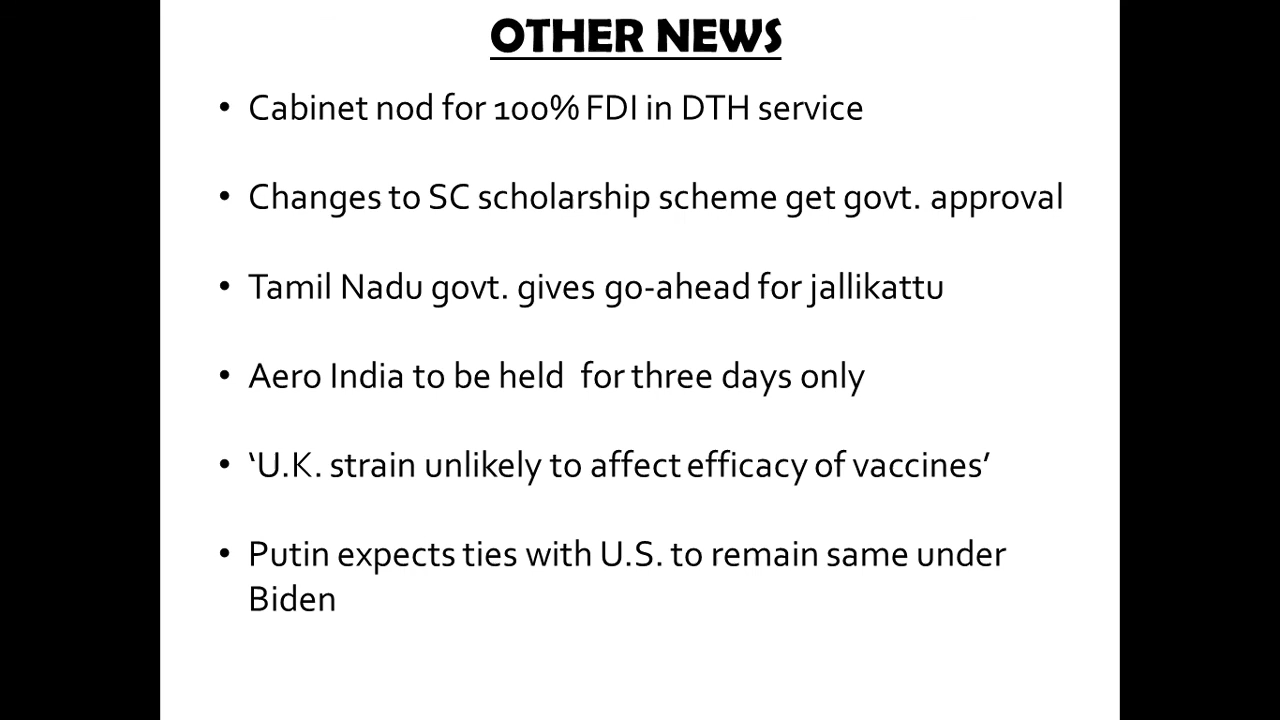 OTHER NEWS
• Cabinet nod for 100% FDI in DTH service
• Changes to SC scholarship scheme get govt. approval
• Tamil Nadu govt. gives go-ahead for jallikattu
• Aero India to be held  for three days only
• ‘U.K. strain unlikely to affect efficacy of vaccines’
• Putin expects ties with U.S. to remain same under
Biden